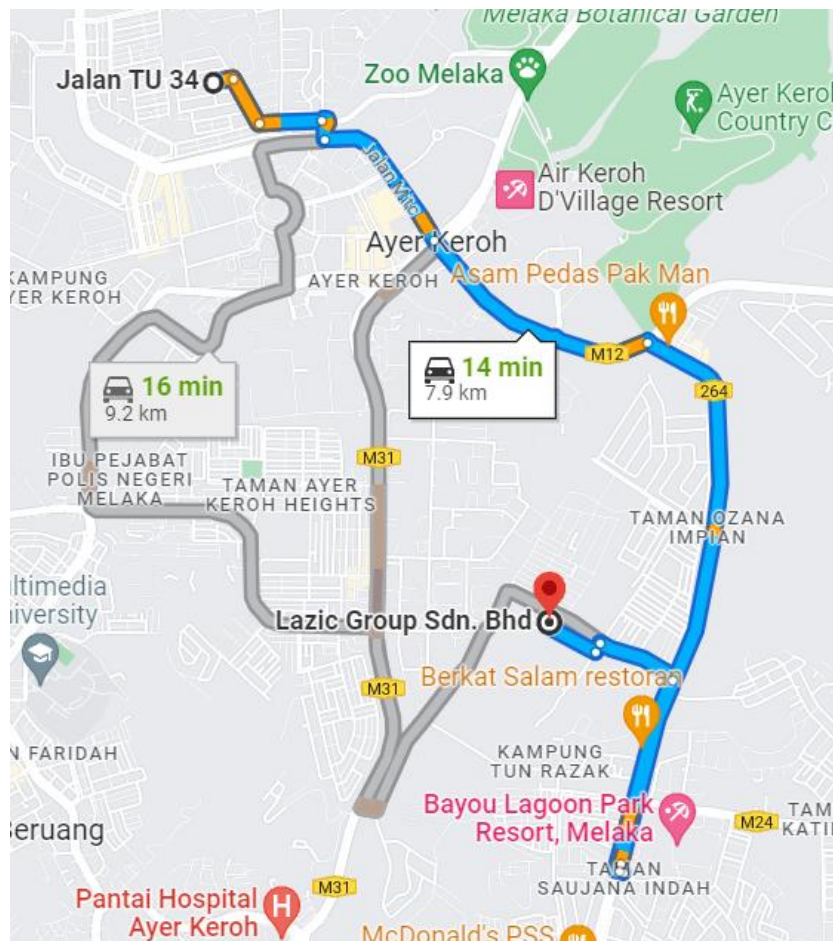 Melaka Botanical Garden
Jalan TU 34
Zoo Melaka
Ayer Keroh
Country C
Air Keroh
D'Village Resort
Jalan Mitc
Ayer Keroh
KAMPUNG
YER KEROH
AYER KEROH
Asam Pedas Pak Man
16 min
9.2 km
14 min
7.9 km
M12
264
M31
IBU PEJABAT
POLIS NEGERI
MELAKA
TAMAN AYER
KEROH HEIGHTS
TAMAN OZANA
IMPIAN
ultimedia
niversity
Lazic Group Sdn. Bhd
Berkat Salam restoran
M31
N FARIDAH
KAMPUNG
TUN RAZAK
Bayou Lagoon Park
Resort, Melaka
M24
TAM
KATI
Beruang
TAMAN
SAUJANA INDAH
M31
Pantai Hospital
Ayer Keroh
H
McDonald's PSS